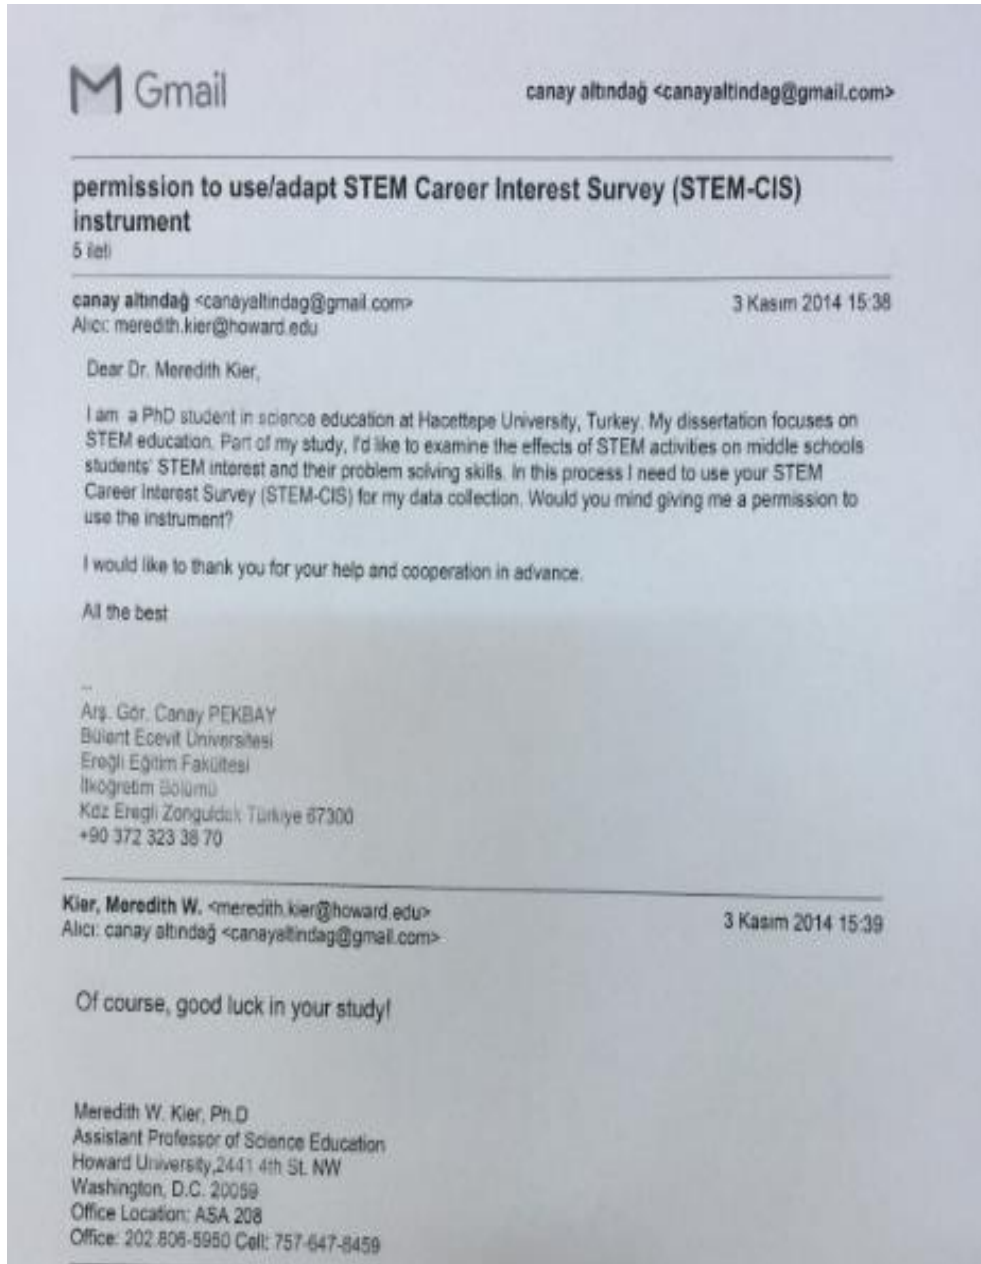 Gmail
canay altındağ <canayaltindag@gmail.com>
permission to use/adapt STEM Career Interest Survey (STEM-CIS)
instrument
5 ileti
canay altındağ <canayaltindag@gmail.com>
3 Kasım 2014 15:38
Alıcı: meredith.kier@howard.edu
Dear Dr. Meredith Kier,
I am a PhD student in science education at Hacettepe University, Turkey. My dissertation focuses on
STEM education. Part of my study, I'd like to examine the effects of STEM activities on middle schools
students' STEM interest and their problem solving skills. In this process I need to use your STEM
Career Interest Survey (STEM-CIS) for my data collection. Would you mind giving me a permission to
use the instrument?
I would like to thank you for your help and cooperation in advance.
All the best
--
Arş. Gör. Canay PEKBAY
Bülent Ecevit Üniversitesi
Ereğli Eğitim Fakültesi
İlköğretim Bölümü
Kdz Eregli Zonguldak Türkiye 67300
+90 372 323 38 70
Kier, Meredith W. <meredith.kier@howard.edu>
3 Kasım 2014 15:39
Alıcı: canay altındağ <canayaltindag@gmail.com>
Of course, good luck in your study!
Meredith W. Kier, Ph.D
Assistant Professor of Science Education
Howard University,2441 4th St. NW
Washington, D.C. 20059
Office Location: ASA 208
Office: 202.806-5950 Cell: 757-647-8459